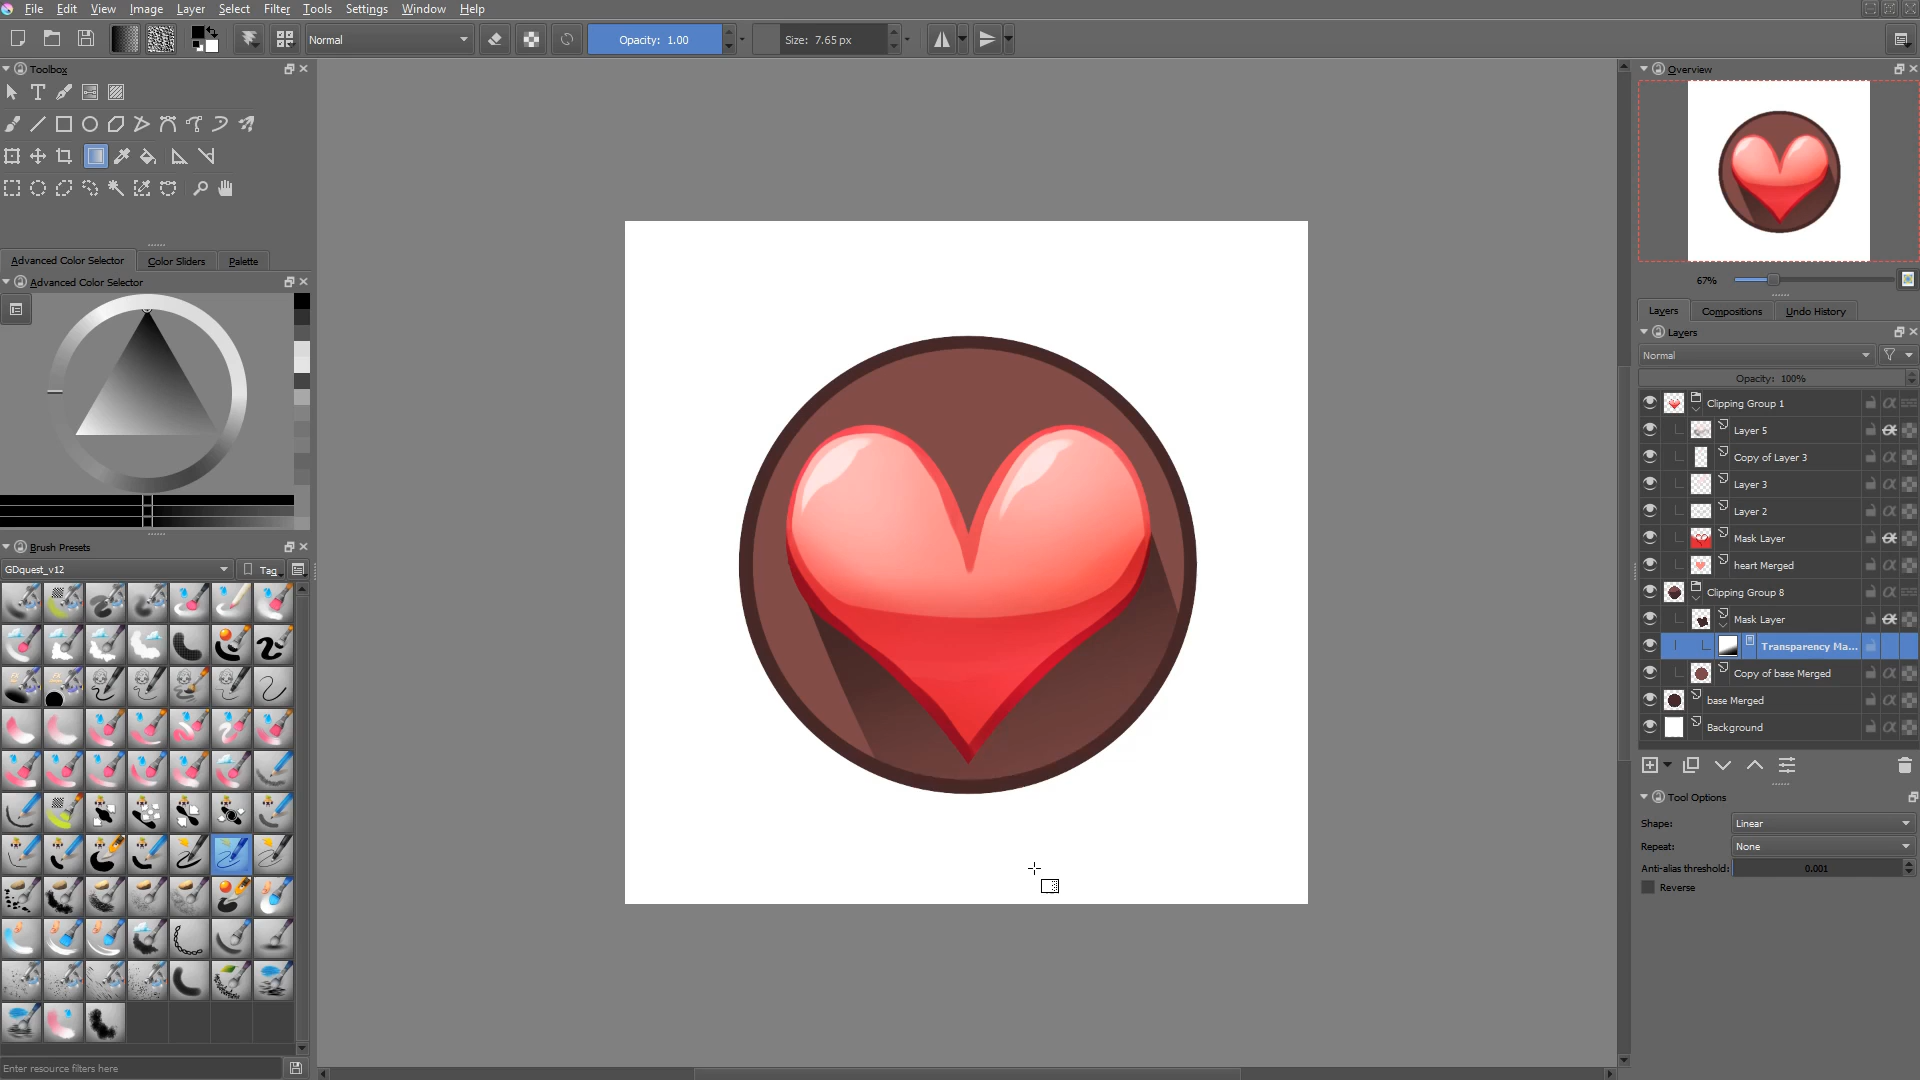 File Edit View Image Layer Select Filter Tools Settings Window Help
Normal
Opacity: 1.00
Size: 7.65 px
Toolbox
Advanced Color Selector Color Sliders Palette
Advanced Color Selector
Brush Presets
GDquest_v12
Tag
Enter resource filters here
Overview
67%
Layers Compositions Undo History
Layers
Normal
Opacity: 100%
Clipping Group 1
Layer 5
Copy of Layer 3
Layer 3
Layer 2
Mask Layer
heart Merged
Clipping Group 8
Mask Layer
Transparency Ma...
Copy of base Merged
base Merged
Background
Tool Options
Shape: Linear
Repeat: None
Anti-alias threshold: 0.001
Reverse